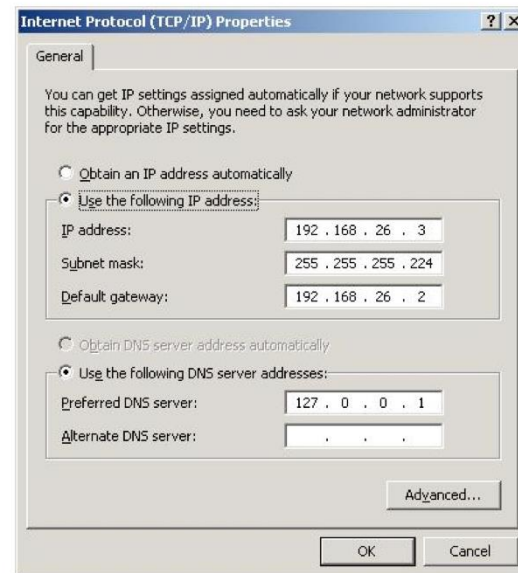 Internet Protocol (TCP/IP) Properties
General
You can get IP settings assigned automatically if your network supports
this capability. Otherwise, you need to ask your network administrator
for the appropriate IP settings.
Obtain an IP address automatically
Use the following IP address:
IP address: 192 . 168 . 26 . 3
Subnet mask: 255 . 255 . 255 . 224
Default gateway: 192 . 168 . 26 . 2
Obtain DNS server address automatically
Use the following DNS server addresses:
Preferred DNS server: 127 . 0 . 0 . 1
Alternate DNS server: . . .
Advanced...
OK Cancel